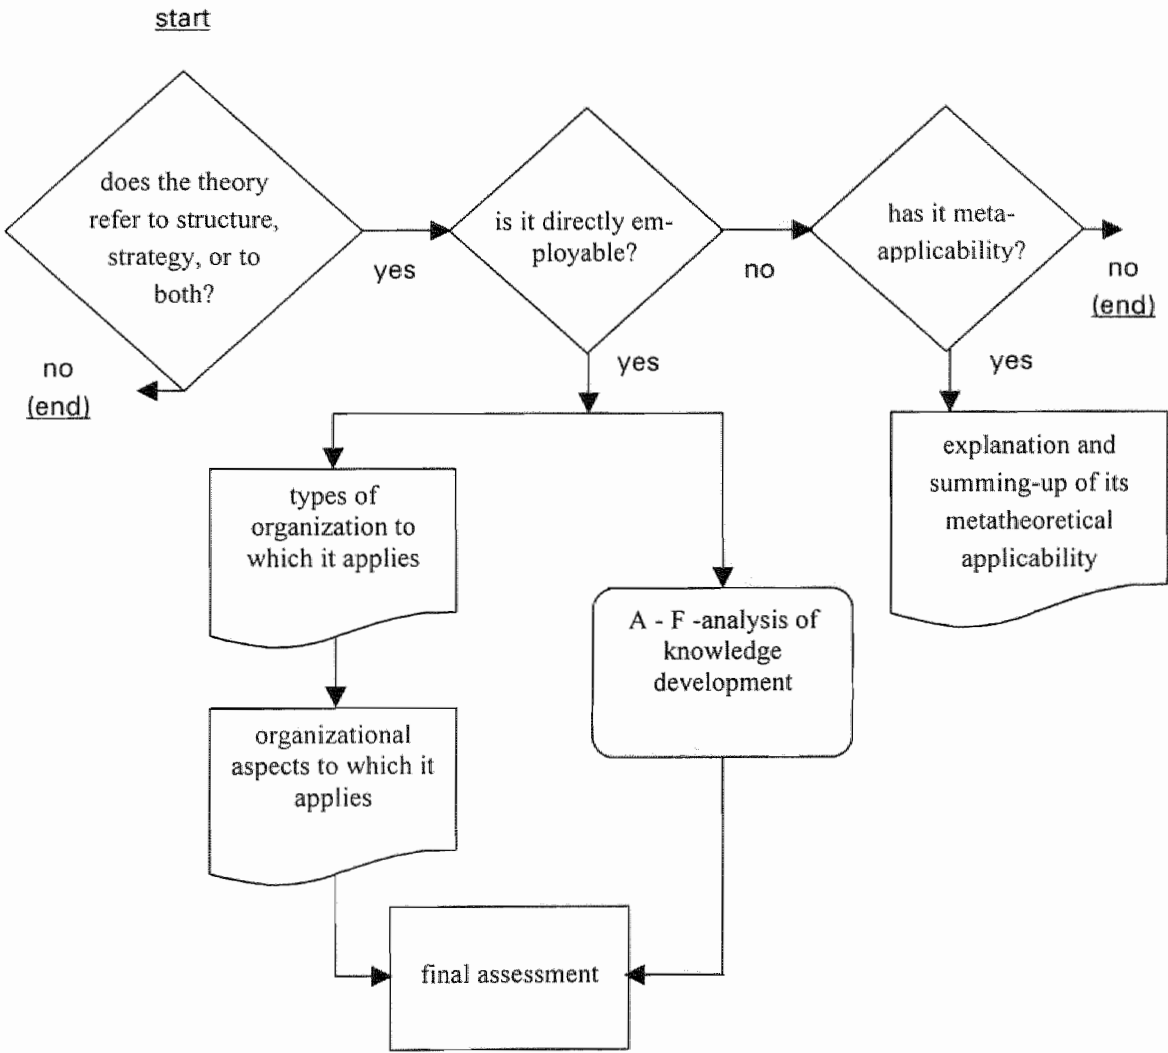 start
does the theory
refer to structure,
strategy, or to
both?
yes
no
(end)
is it directly em-
ployable?
no
yes
has it meta-
applicability?
no
(end)
yes
explanation and
summing-up of its
metatheoretical
applicability
types of
organization to
which it applies
A - F -analysis of
knowledge
development
organizational
aspects to which it
applies
final assessment